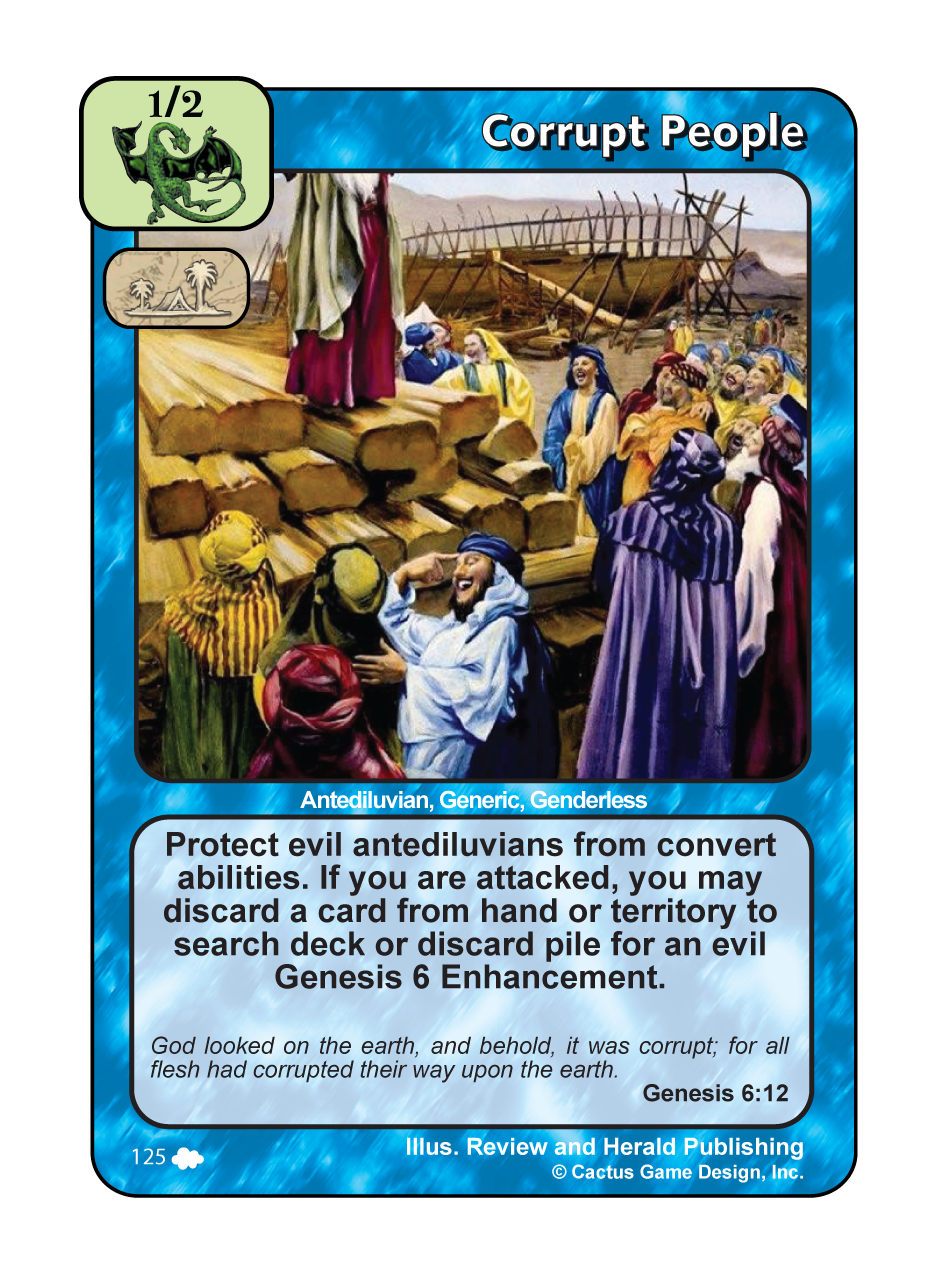 1/2
Corrupt People
Antediluvian, Generic, Genderless
Protect evil antediluvians from convert
abilities. If you are attacked, you may
discard a card from hand or territory to
search deck or discard pile for an evil
Genesis 6 Enhancement.
God looked on the earth, and behold, it was corrupt; for all
flesh had corrupted their way upon the earth.
Genesis 6:12
125
Illus. Review and Herald Publishing
© Cactus Game Design, Inc.